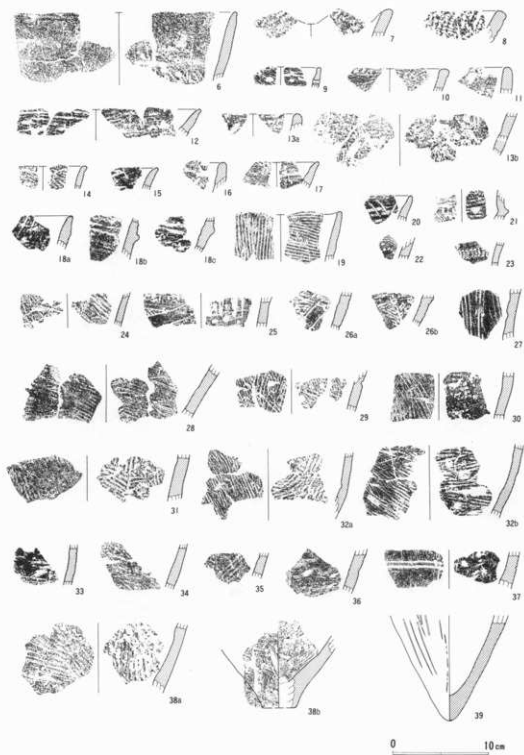 6 7 8
9 10 11
12 13a 13b
14 15 16 17
18a 18b 18c 19 20 21
22 23
24 25 26a 26b 27
28 29 30
31 32a 32b
33 34 35 36 37
38a 38b 39
0 10cm